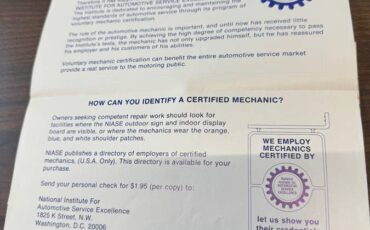 INSTITUTE FOR AUTOMOTIVE SERVICE
The Institute is dedicated to encouraging and maintaining the
highest standards of automotive service through its program of
voluntary mechanic certification.
The role of the automotive mechanic is important, and until now has received little
recognition or prestige. By achieving the high degree of competency necessary to pass
the Institute's tests, the mechanic has not only upgraded himself, but he has reassured
his employer and his customers of his abilities.
Voluntary mechanic certification can benefit the entire automotive service market
provide a real service to the motoring public.
HOW CAN YOU IDENTIFY A CERTIFIED MECHANIC?
Owners seeking competent repair work should look for
facilities where the NIASE outdoor sign and indoor display
board are visible, or where the mechanics wear the orange,
blue, and white shoulder patches.
NIASE publishes a directory of employers of certified
mechanics. (U.S.A. Only). This directory is available for your
purchase.
Send your personal check for $1.95 (per copy) to:
National Institute For
Automotive Service Excellence
1825 K Street, N.W.
Washington, D.C. 20006
WE EMPLOY
MECHANICS
CERTIFIED BY
let us show you
their credentials